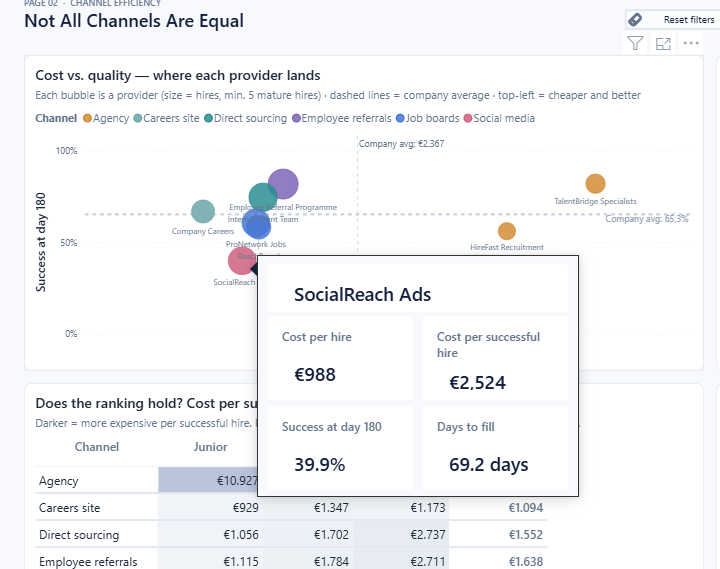 PAGE 02 · CHANNEL EFFICIENCY
Not All Channels Are Equal
Reset filters
Cost vs. quality — where each provider lands
Each bubble is a provider (size = hires, min. 5 mature hires) · dashed lines = company average · top-left = cheaper and better
Channel Agency Careers site Direct sourcing Employee referrals Job boards Social media
Company avg: €2.367
100%
TalentBridge Specialists
Employee Referral Programme
Company avg: 65,3%
Team
Company Careers
Success at day 180
50%
ProNetwork Jobs
HireFast Recruitment
SocialReach
0%
SocialReach Ads
Cost per hire
€988
Cost per successful
hire
€2,524
Success at day 180
39.9%
Days to fill
69.2 days
Does the ranking hold? Cost per su
Darker = more expensive per successful hire.
Channel Junior
Agency €10.927
Careers site €929 €1.347 €1.173 €1.094
Direct sourcing €1.056 €1.702 €2.737 €1.552
Employee referrals €1.115 €1.784 €2.711 €1.638